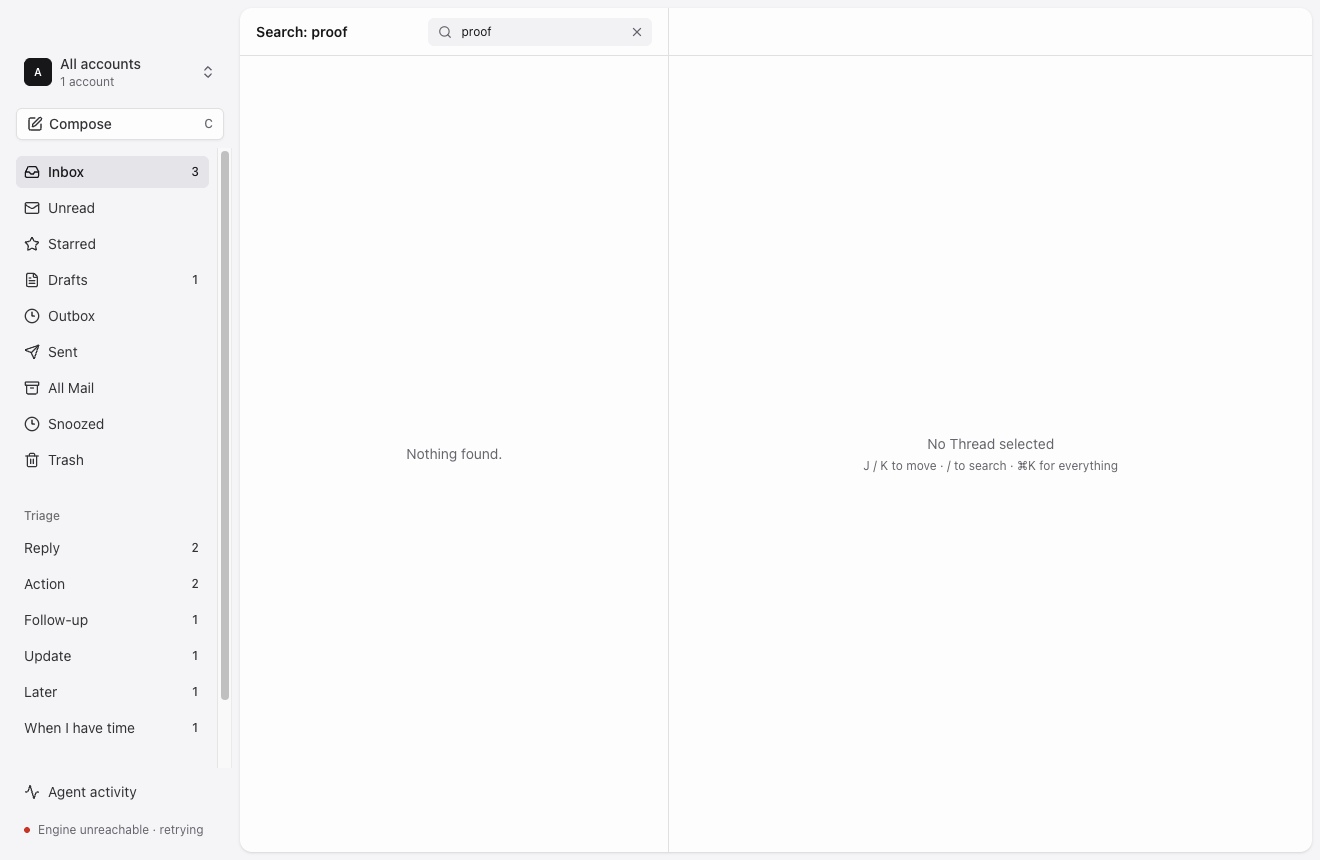 A
All accounts
1 account
Compose
C
Inbox
3
Unread
Starred
Drafts
1
Outbox
Sent
All Mail
Snoozed
Trash
Triage
Reply
2
Action
2
Follow-up
1
Update
1
Later
1
When I have time
1
Agent activity
Engine unreachable · retrying
Search: proof
proof
Nothing found.
No Thread selected
J / K to move · / to search · ⌘K for everything